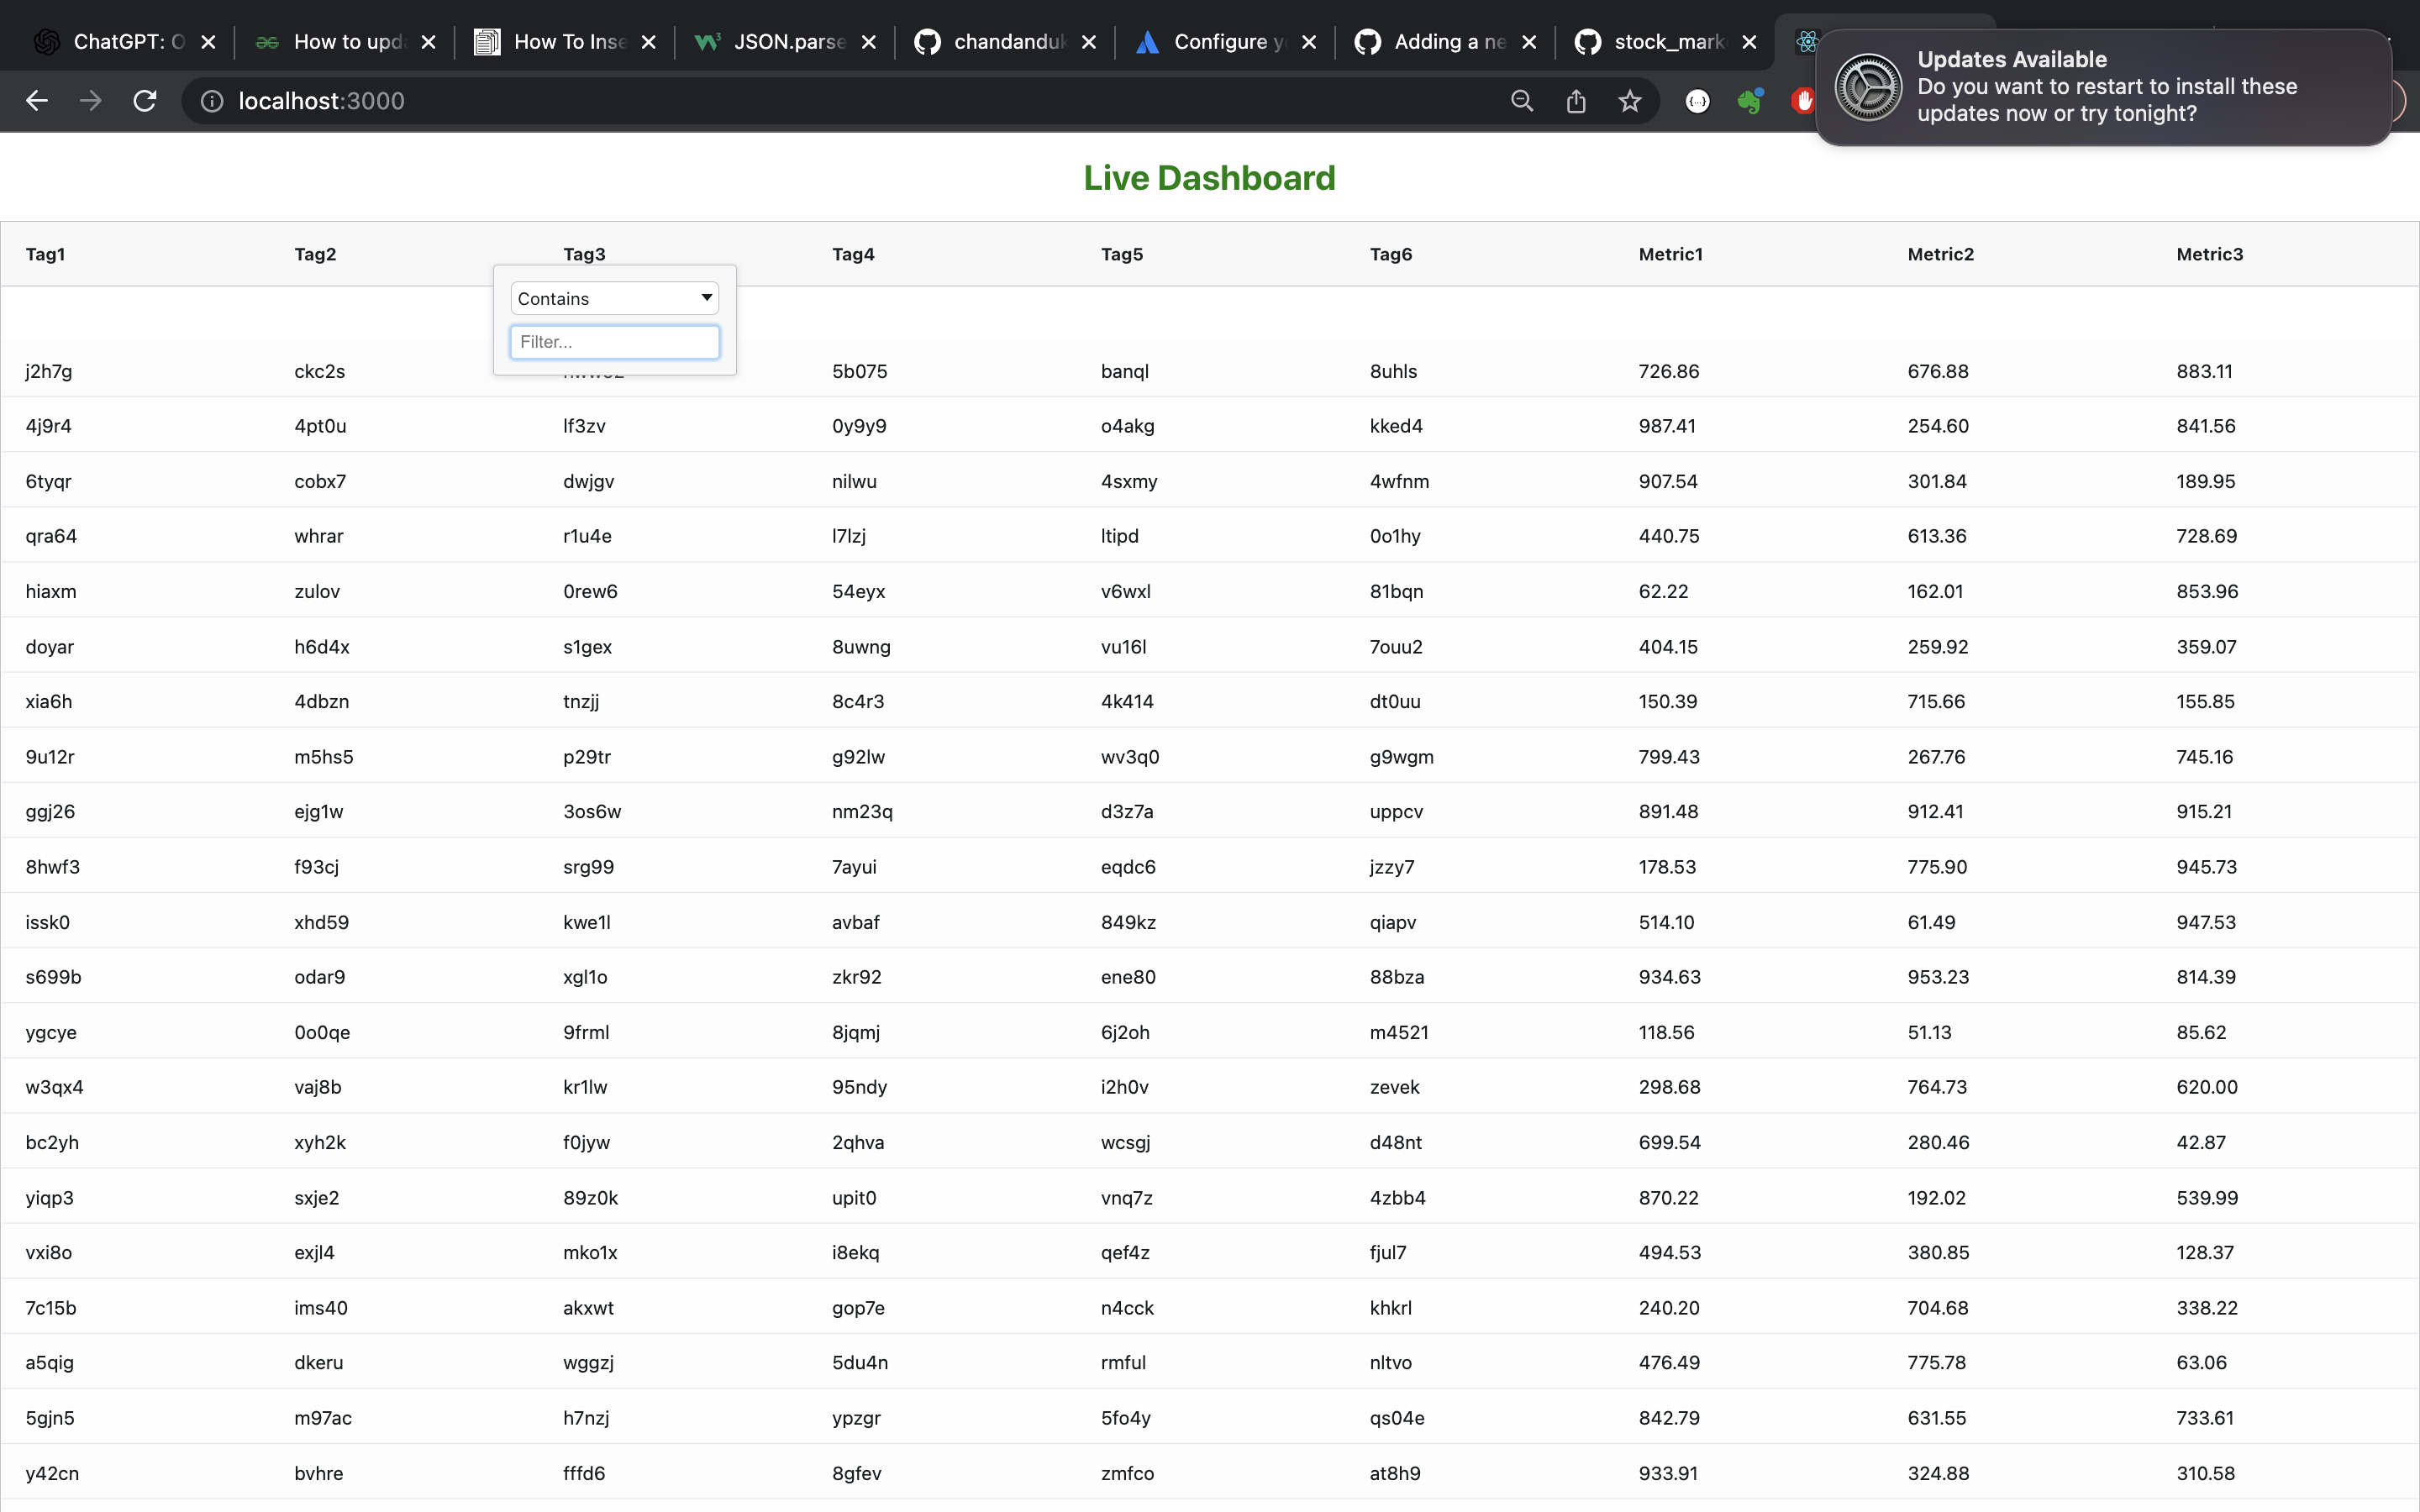 ChatGPT: O
How to upd
How To Inse
JSON.parse
chandanduk
Configure y
Adding a ne
stock_mark
localhost:3000
Updates Available
Do you want to restart to install these
updates now or try tonight?
Live Dashboard
Tag1 Tag2 Tag3 Tag4 Tag5 Tag6 Metric1 Metric2 Metric3
Contains
Filter...
j2h7g ckc2s 5b075 banql 8uhls 726.86 676.88 883.11
4j9r4 4pt0u lf3zv 0y9y9 o4akg kked4 987.41 254.60 841.56
6tyqr cobx7 dwjgv nilwu 4sxmy 4wfnm 907.54 301.84 189.95
qra64 whrar r1u4e l7lzj ltipd 0o1hy 440.75 613.36 728.69
hiaxm zulov 0rew6 54eyx v6wxl 81bqn 62.22 162.01 853.96
doyar h6d4x s1gex 8uwng vu16l 7ouu2 404.15 259.92 359.07
xia6h 4dbzn tnzjj 8c4r3 4k414 dt0uu 150.39 715.66 155.85
9u12r m5hs5 p29tr g92lw wv3q0 g9wgm 799.43 267.76 745.16
ggj26 ejg1w 3os6w nm23q d3z7a uppcv 891.48 912.41 915.21
8hwf3 f93cj srg99 7ayui eqdc6 jzzy7 178.53 775.90 945.73
issk0 xhd59 kwe1l avbaf 849kz qiapv 514.10 61.49 947.53
s699b odar9 xgl1o zkr92 ene80 88bza 934.63 953.23 814.39
ygcye 0o0qe 9frml 8jqmj 6j2oh m4521 118.56 51.13 85.62
w3qx4 vaj8b kr1lw 95ndy i2h0v zevek 298.68 764.73 620.00
bc2yh xyh2k f0jyw 2qhva wcsgj d48nt 699.54 280.46 42.87
yiqp3 sxje2 89z0k upit0 vnq7z 4zbb4 870.22 192.02 539.99
vxi8o exjl4 mko1x i8ekq qef4z fjul7 494.53 380.85 128.37
7c15b ims40 akxwt gop7e n4cck khkrl 240.20 704.68 338.22
a5qig dkeru wggzj 5du4n rmful nltvo 476.49 775.78 63.06
5gjn5 m97ac h7nzj ypzgr 5fo4y qs04e 842.79 631.55 733.61
y42cn bvhre fffd6 8gfev zmfco at8h9 933.91 324.88 310.58